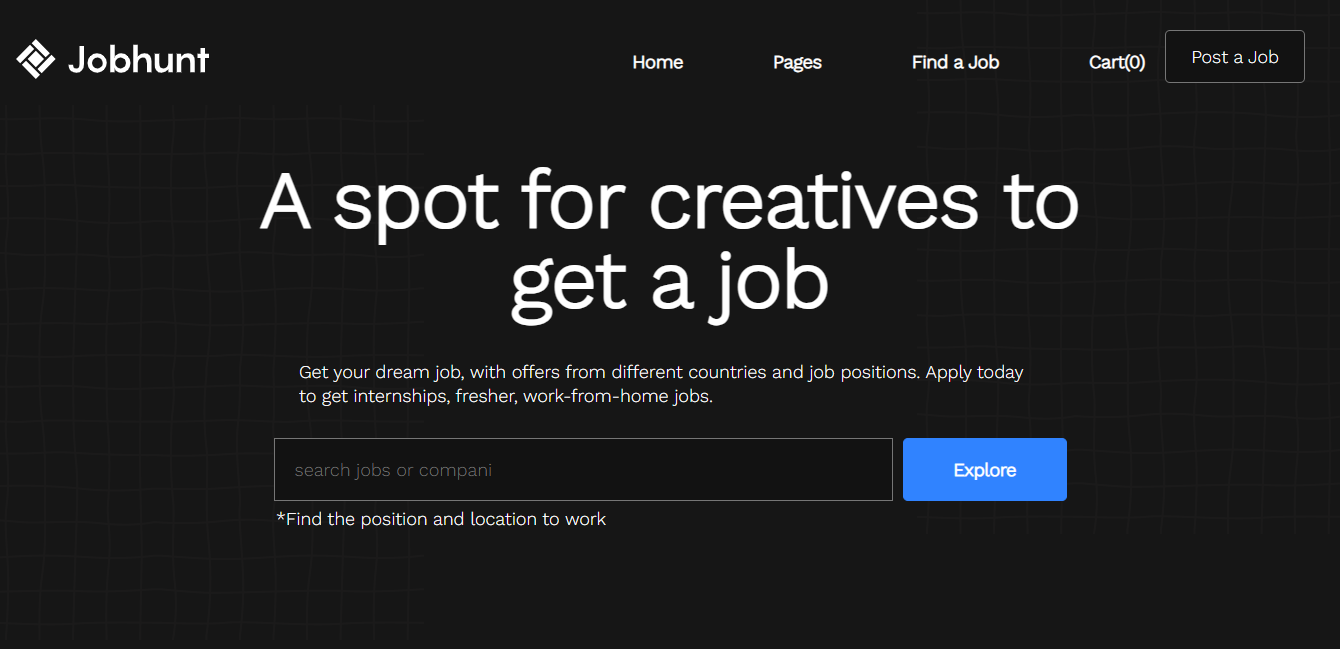 Jobhunt
Home Pages Find a Job Cart(0) Post a Job
A spot for creatives to
get a job
Get your dream job, with offers from different countries and job positions. Apply today
to get internships, fresher, work-from-home jobs.
search jobs or compani
Explore
*Find the position and location to work